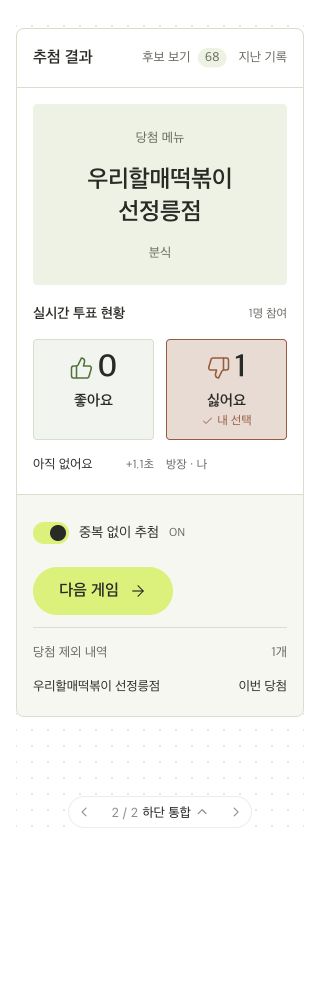 추첨 결과 후보 보기 68 지난 기록
당첨 메뉴
우리할매떡볶이
선정릉점
분식
실시간 투표 현황 1명 참여
0 1
좋아요 싫어요
내 선택
아직 없어요 +1.1초 방장 · 나
중복 없이 추첨 ON
다음 게임
당첨 제외 내역 1개
우리할매떡볶이 선정릉점 이번 당첨
2 / 2 하단 통합